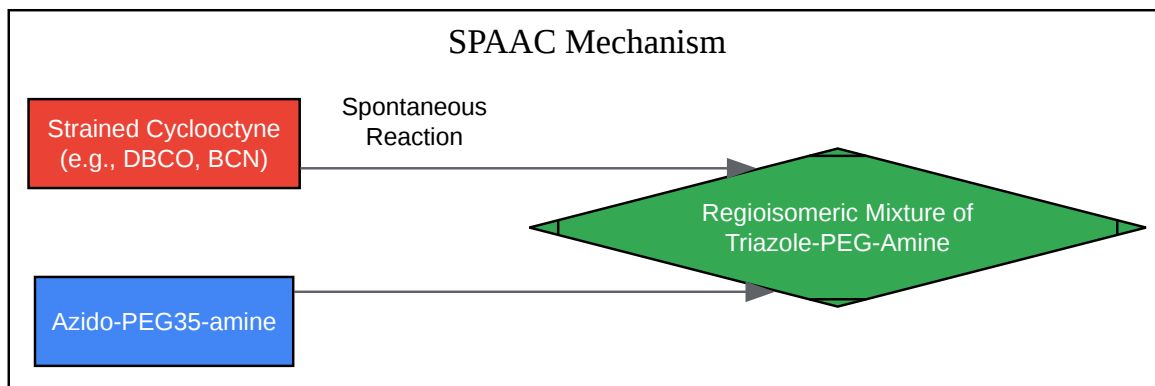 SPAAC Mechanism
Strained Cyclooctyne
(e.g., DBCO, BCN)
Spontaneous
Reaction
Regioisomeric Mixture of
Triazole-PEG-Amine
Azido-PEG35-amine